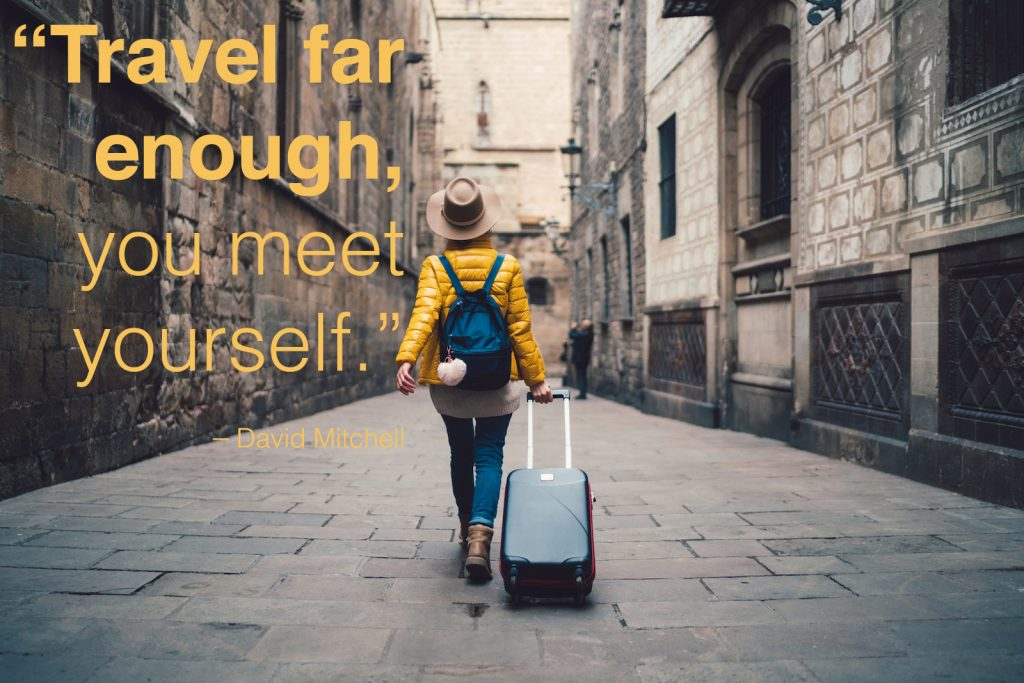 “Travel far
enough,
you meet
yourself.”
– David Mitchell